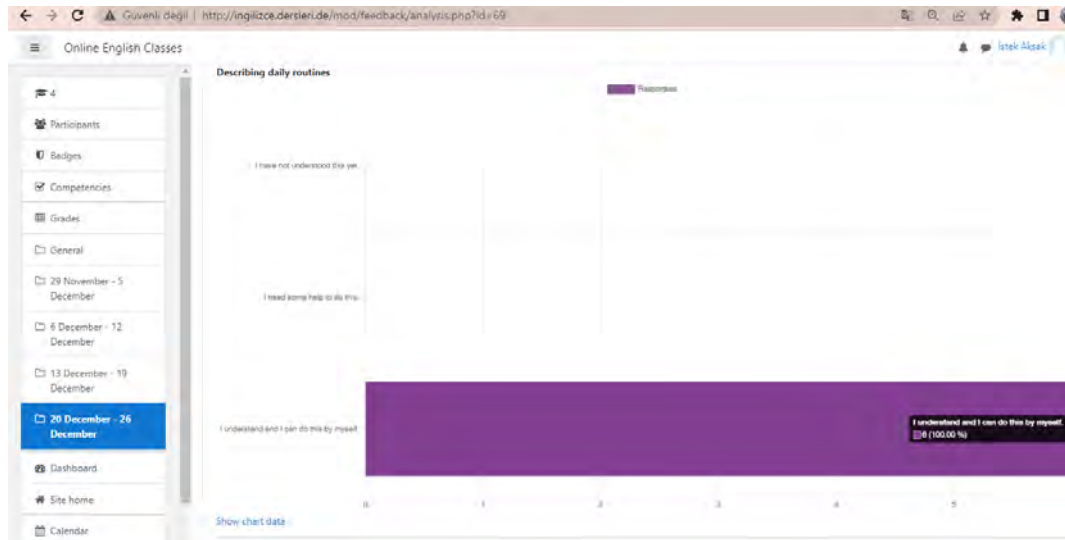 Güvenli değil | http://ingilizce.dersleri.de/mod/feedback/analysis.php?id=69
Online English Classes
İstek Aksak
4
Participants
Badges
Competencies
Grades
General
29 November - 5
December
6 December - 12
December
13 December - 19
December
20 December - 26
December
Dashboard
Site home
Calendar
Describing daily routines
Responses
I have not understood this yet.
I need some help to do this.
I understand and I can do this by myself.
I understand and I can do this by myself.
6 (100.00 %)
0 1 2 3 4 5
Show chart data